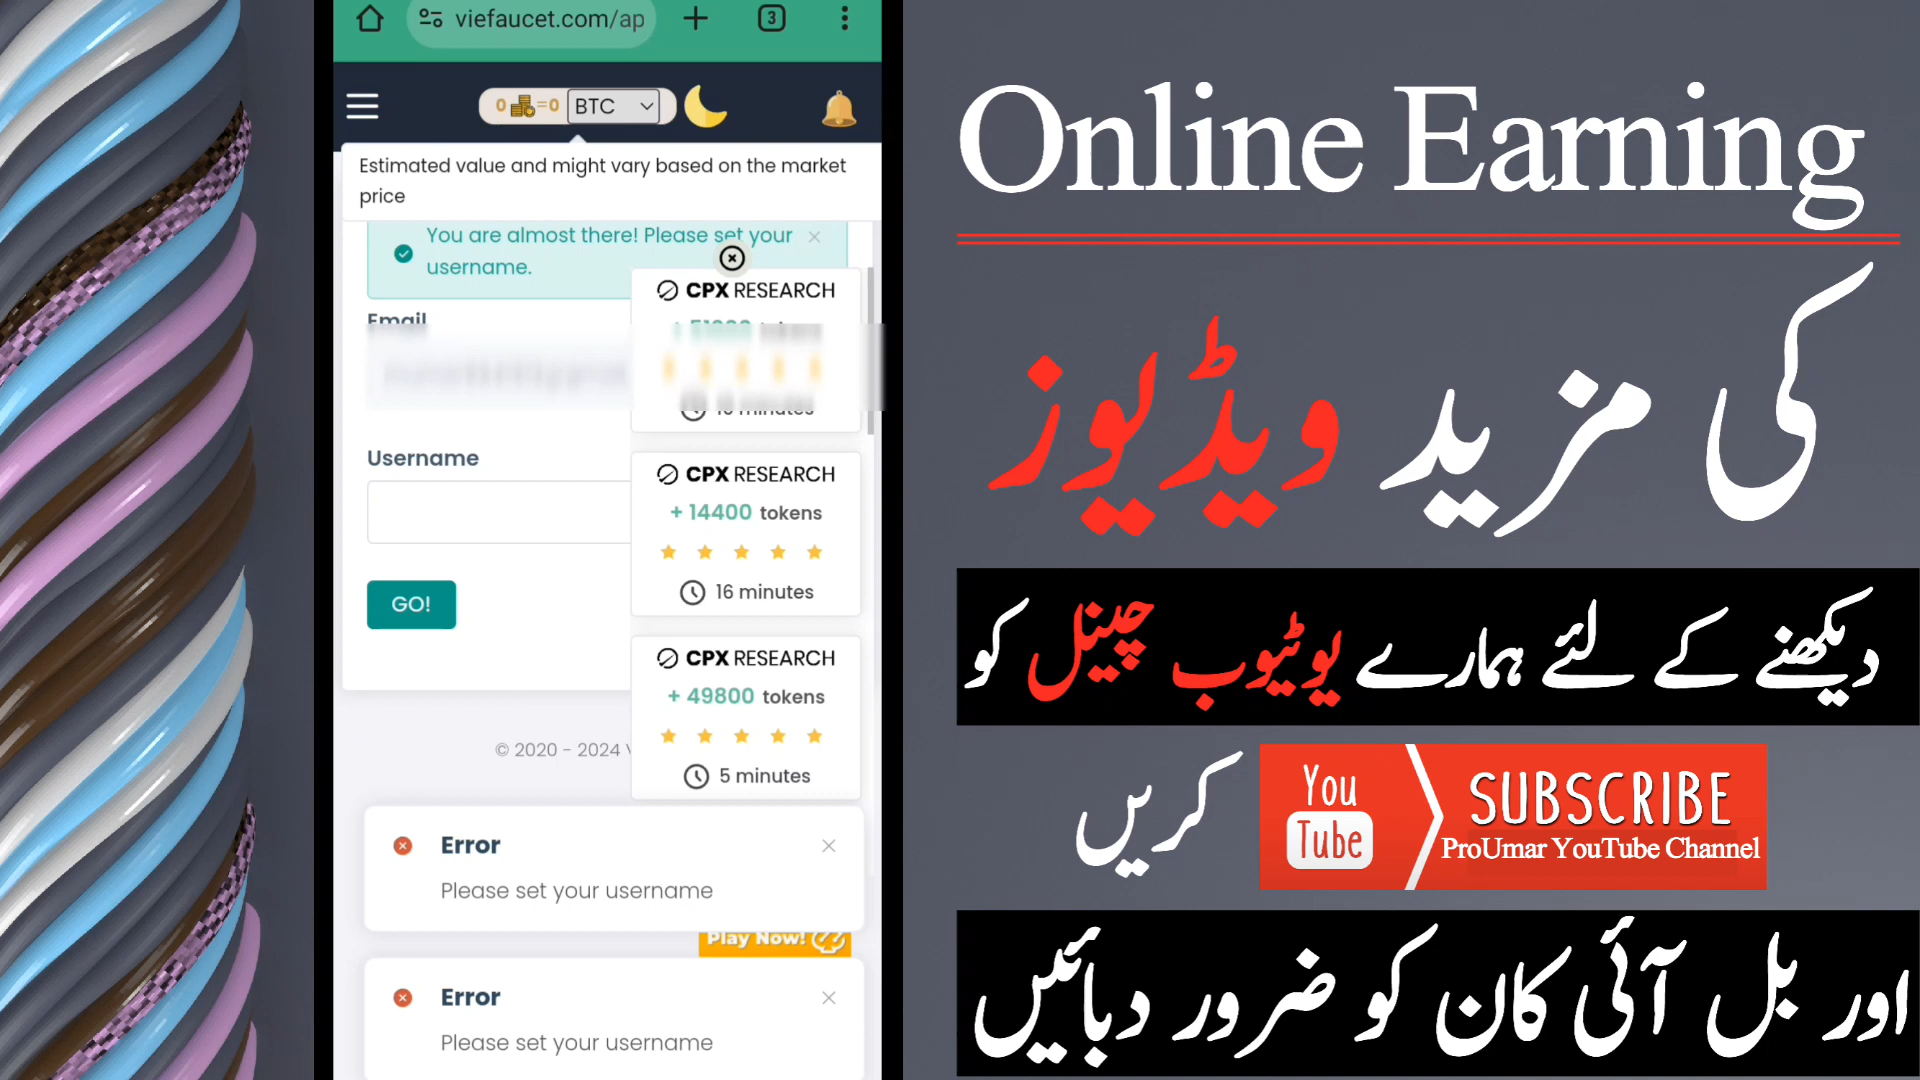 viefaucet.com/ap
3
0 =0 BTC
Estimated value and might vary based on the market
price
You are almost there! Please set your
username.
CPX RESEARCH
Email
Username
CPX RESEARCH
+ 14400 tokens
16 minutes
GO!
CPX RESEARCH
+ 49800 tokens
5 minutes
© 2020 - 2024
Error
Please set your username
Play Now!
Error
Please set your username
Online Earning
کی مزید ویڈیوز
دیکھنے کے لئے ہمارے یوٹیوب چینل کو
You Tube SUBSCRIBE
ProUmar YouTube Channel
کریں
اور بل آئی کان کو ضرور دبائیں